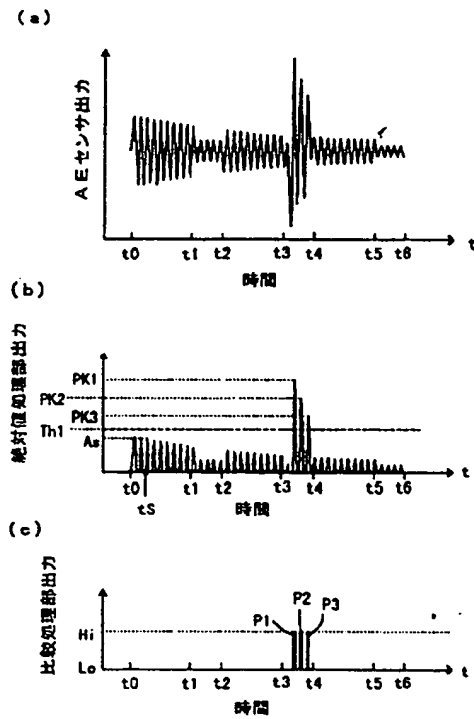 (a)
AEセンサ出力
t0 t1 t2 t3 t4 t5 t6 t
時間
(b)
絶対値処理部出力
PK1
PK2
PK3
Th1
As
t0 tS t1 t2 t3 t4 t5 t6 t
時間
(c)
比較処理部出力
P1 P2 P3
Hi
Lo
t0 t1 t2 t3 t4 t5 t6 t
時間